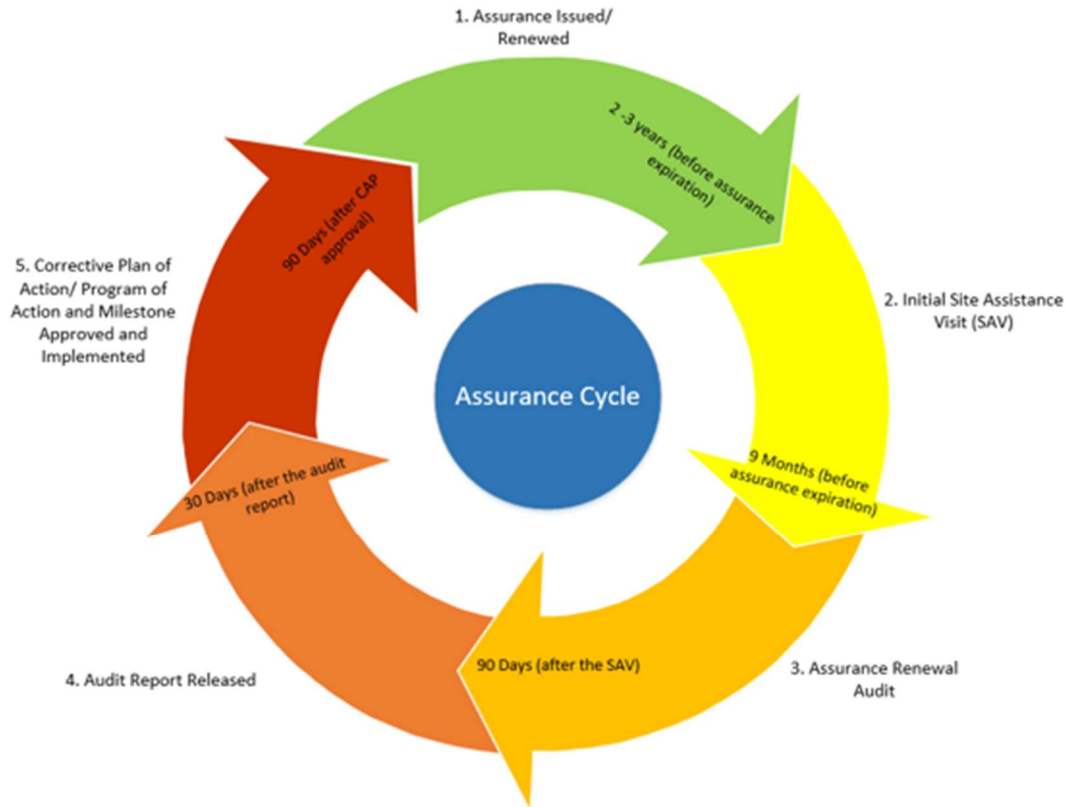 1. Assurance Issued/
Renewed
2 -3 years (before assurance
expiration)
2. Initial Site Assistance
Visit (SAV)
9 Months (before
assurance expiration)
3. Assurance Renewal
Audit
90 Days (after the SAV)
4. Audit Report Released
30 Days (after the audit
report)
5. Corrective Plan of
Action/ Program of
Action and Milestone
Approved and
Implemented
90 Days (after CAP
approval)
Assurance Cycle